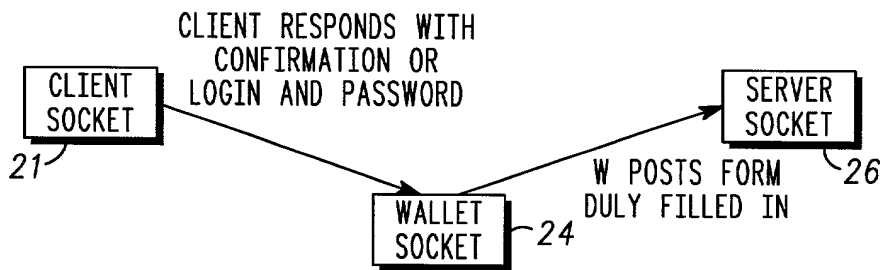 CLIENT RESPONDS WITH
CONFIRMATION OR
LOGIN AND PASSWORD
CLIENT
SOCKET
21
SERVER
SOCKET
26
W POSTS FORM
DULY FILLED IN
WALLET
SOCKET
24